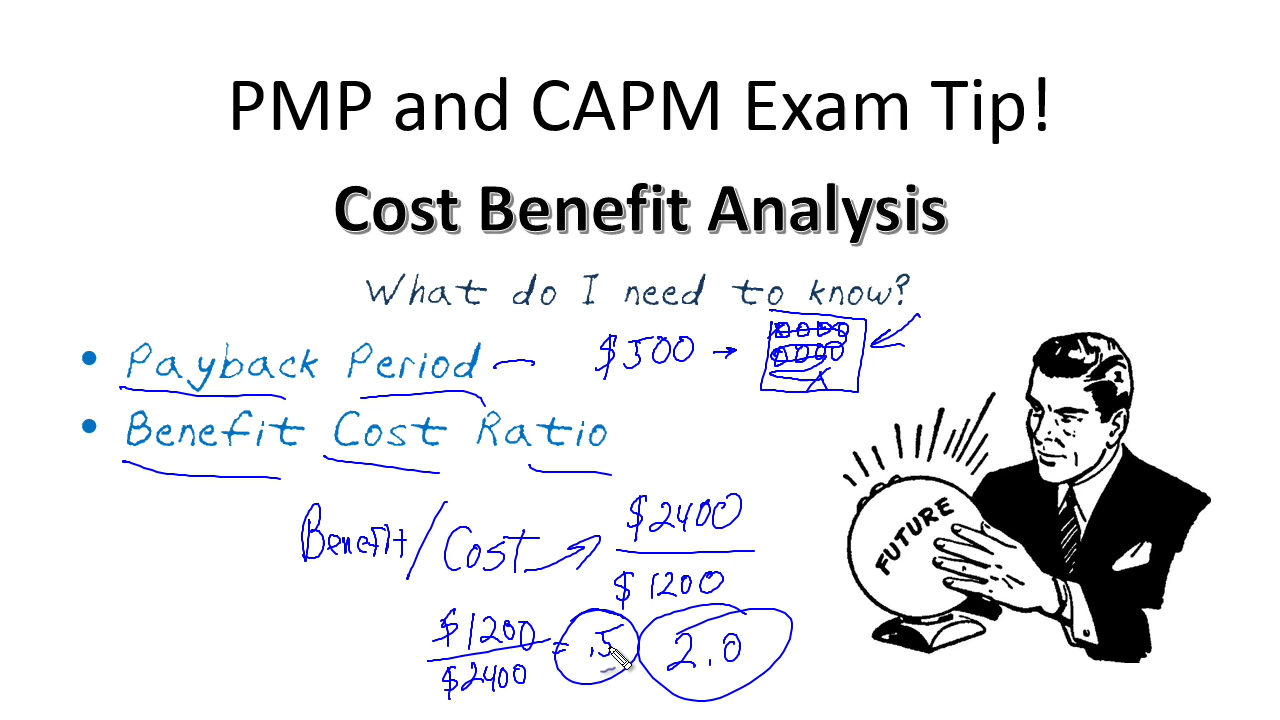 PMP and CAPM Exam Tip!
Cost Benefit Analysis
What do I need to know?
• Payback Period
$500 →
• Benefit Cost Ratio
Benefit/Cost
$2400
$1200
$1200
$2400
= .5
2.0
FUTURE